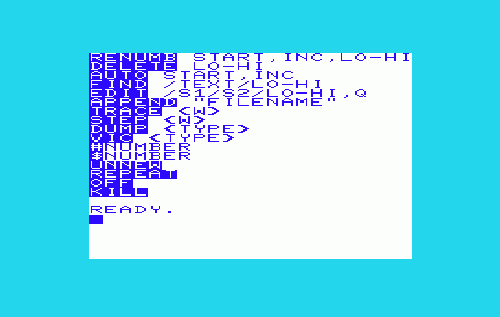 RENUMB START,INC,LO-HI
DELETE LO-HI
AUTO START,INC
FIND /TEXT/LO-HI
EDIT /S1/S2/LO-HI,Q
APPEND "FILENAME"
TRACE <W>
STEP <W>
DUMP <TYPE>
VIC <TYPE>
#NUMBER
$NUMBER
UNNEW
REPEAT
OFF
KILL
READY.